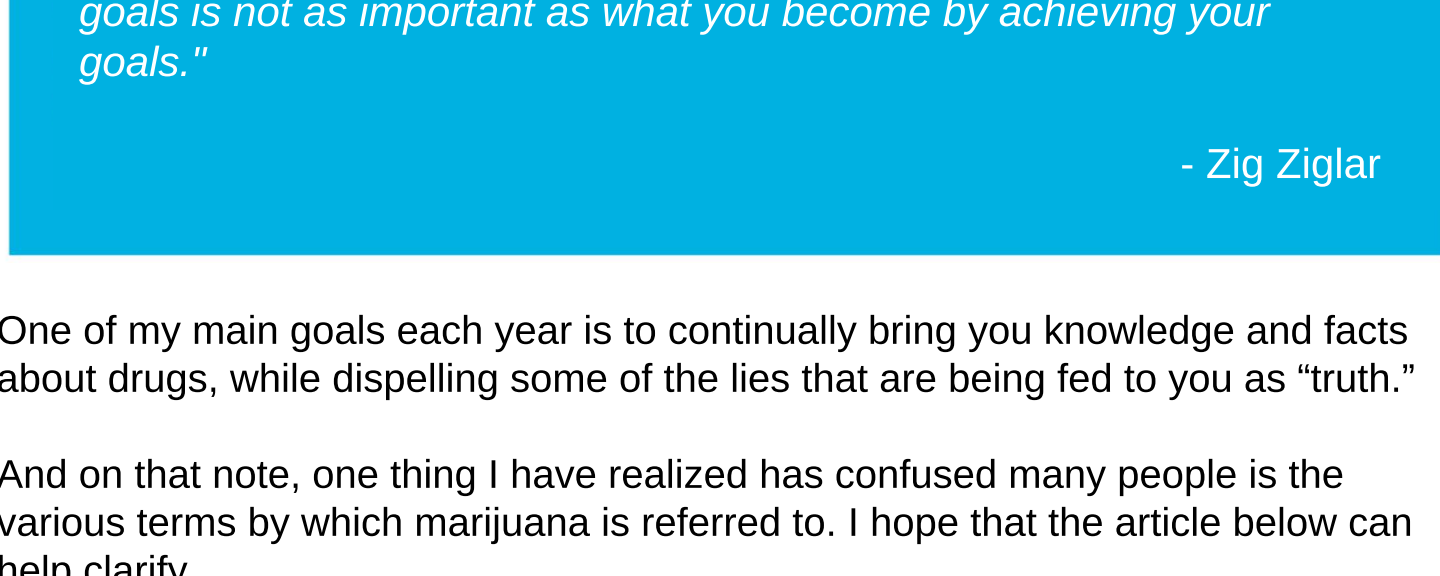 goals is not as important as what you become by achieving your
goals."
- Zig Ziglar
One of my main goals each year is to continually bring you knowledge and facts
about drugs, while dispelling some of the lies that are being fed to you as “truth.”
And on that note, one thing I have realized has confused many people is the
various terms by which marijuana is referred to. I hope that the article below can
help clarify.